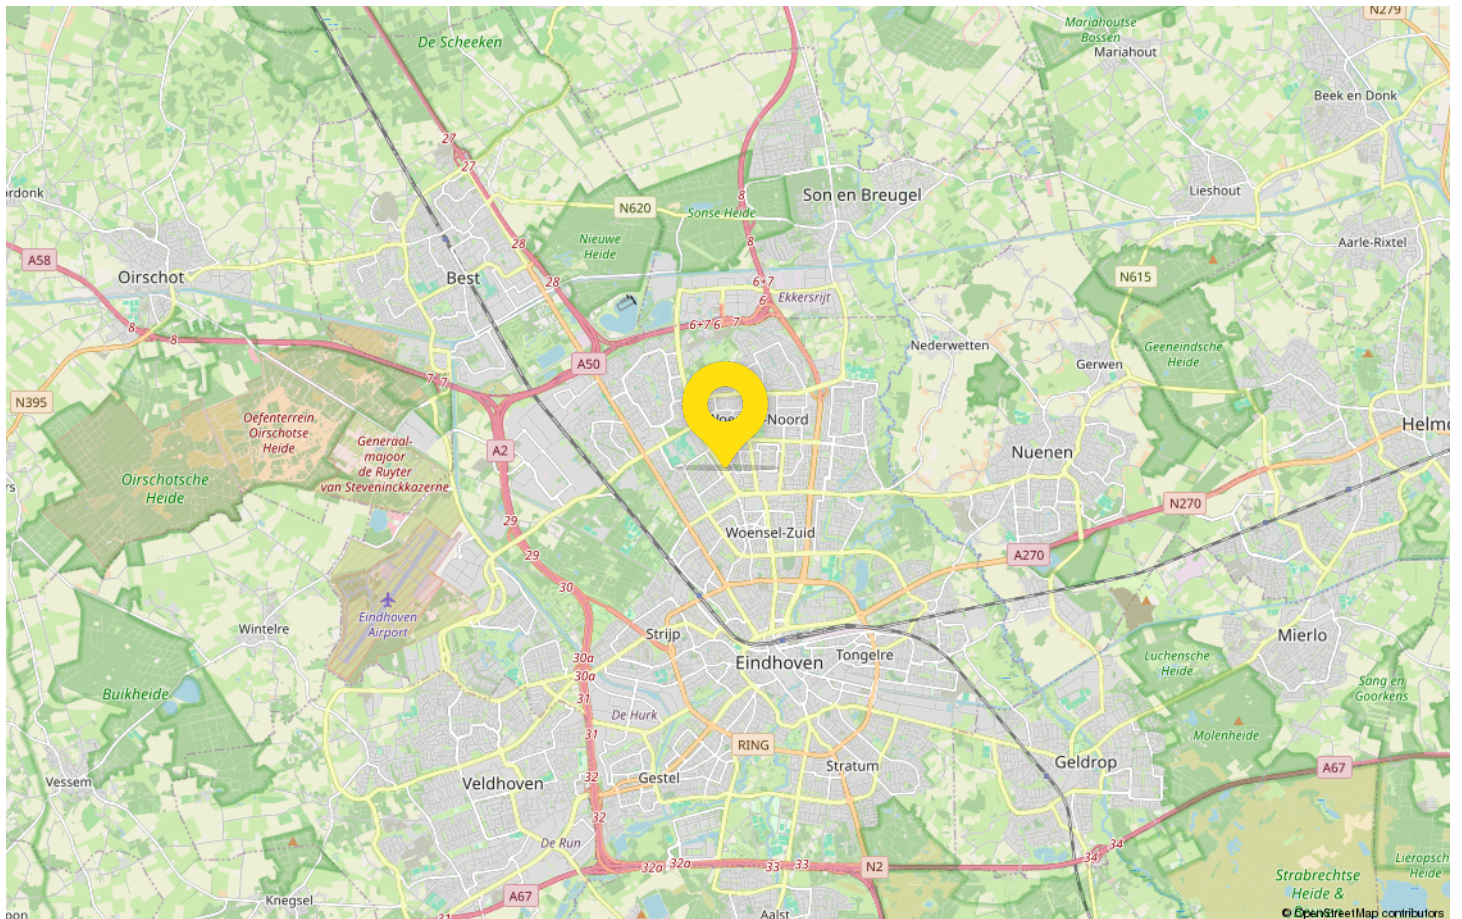 N279
Mariahoutse
Bossen
De Scheeken
Mariahout
Beek en Donk
27
27
Lieshout
rdonk
8
Son en Breugel
N620
Sonse Heide
Nieuwe
Heide
28
8
Aarle-Rixtel
A58
Oirschot
Best
28
6+7
N615
6
Ekkersrijt
8
8
6+7
6
7
Nederwetten
Geeneindsche
Heide
A50
Gerwen
7
7
N395
Oefenterrein
Oirschotse
Heide
Noord
Helm
Generaal-
majoor
de Ruyter
van Steveninckkazerne
A2
Nuenen
Oirschotsche
Heide
rs
N270
29
Woensel-Zuid
29
A270
30
Eindhoven
Airport
Wintelre
Strijp
Mierlo
30a
Eindhoven
Tongelre
Luchensche
Heide
30a
Buikheide
Sang en
Goorkens
31
De Hurk
31
RING
Molenheide
Stratum
Geldrop
A67
32
Gestel
Vessem
Veldhoven
32
De Run
34
34
32a
32a
33
33
N2
Lieropsch
Heide
Strabrechtse
Heide &
A67
Knegsel
31
Aalst
oon
© OpenStreetMap contributors